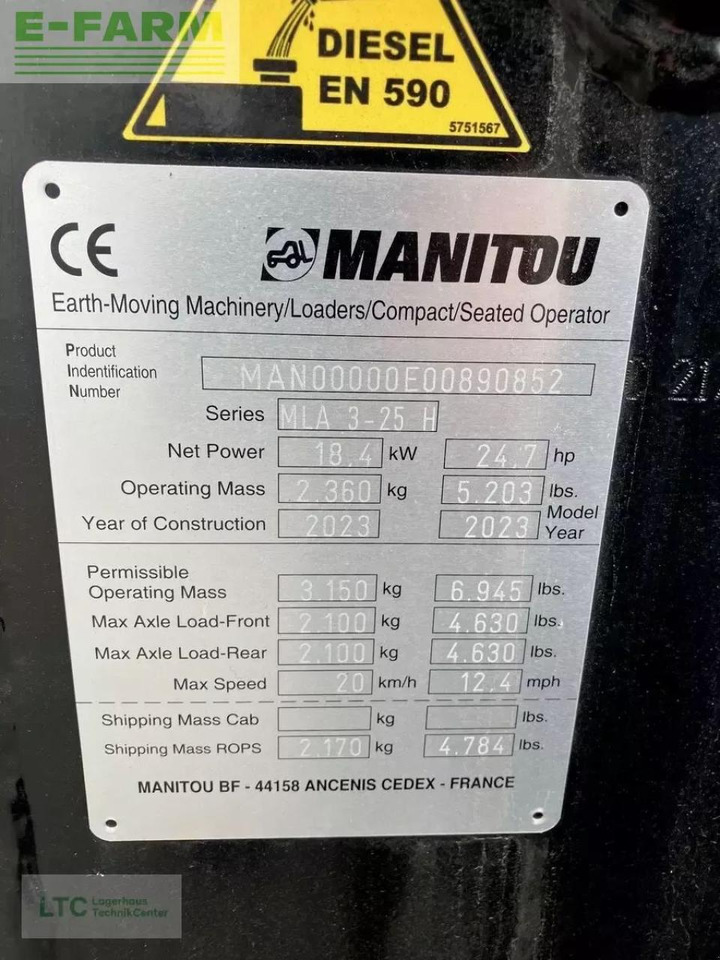 E-FARM
DIESEL
EN 590
5751567
CE MANITOU
Earth-Moving Machinery/Loaders/Compact/Seated Operator
Product
Indentification
Number
MAN00000E00890852
Series MLA 3-25 H
Net Power 18.4 kW 24.7 hp
Operating Mass 2.360 kg 5.203 lbs.
Year of Construction 2023 2023 Model Year
Permissible
Operating Mass 3.150 kg 6.945 lbs.
Max Axle Load-Front 2.100 kg 4.630 lbs.
Max Axle Load-Rear 2.100 kg 4.630 lbs.
Max Speed 20 km/h 12.4 mph
Shipping Mass Cab kg lbs.
Shipping Mass ROPS 2.170 kg 4.784 lbs.
MANITOU BF - 44158 ANCENIS CEDEX - FRANCE
LTC Lagerhaus
TechnikCenter